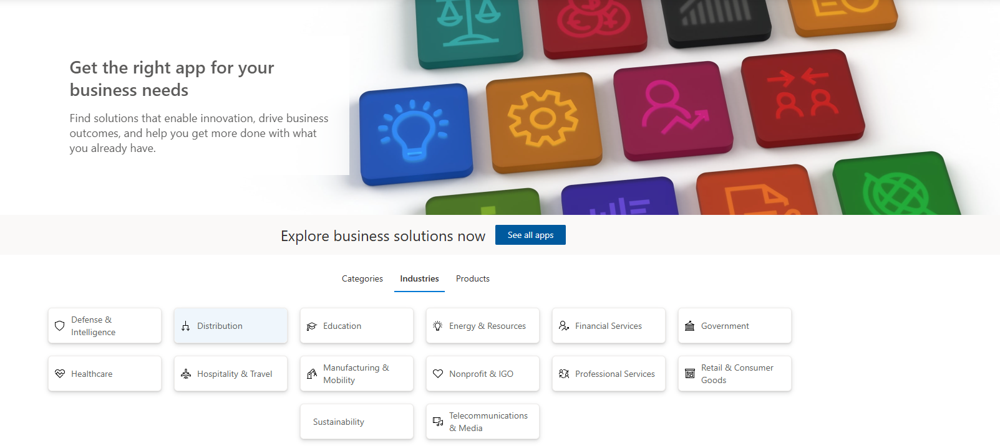 Get the right app for your
business needs
Find solutions that enable innovation, drive business
outcomes, and help you get more done with what
you already have.
Explore business solutions now
See all apps
Categories
Industries
Products
Defense &
Intelligence
Distribution
Education
Energy & Resources
Financial Services
Government
Healthcare
Hospitality & Travel
Manufacturing &
Mobility
Nonprofit & IGO
Professional Services
Retail & Consumer
Goods
Sustainability
Telecommunications
& Media